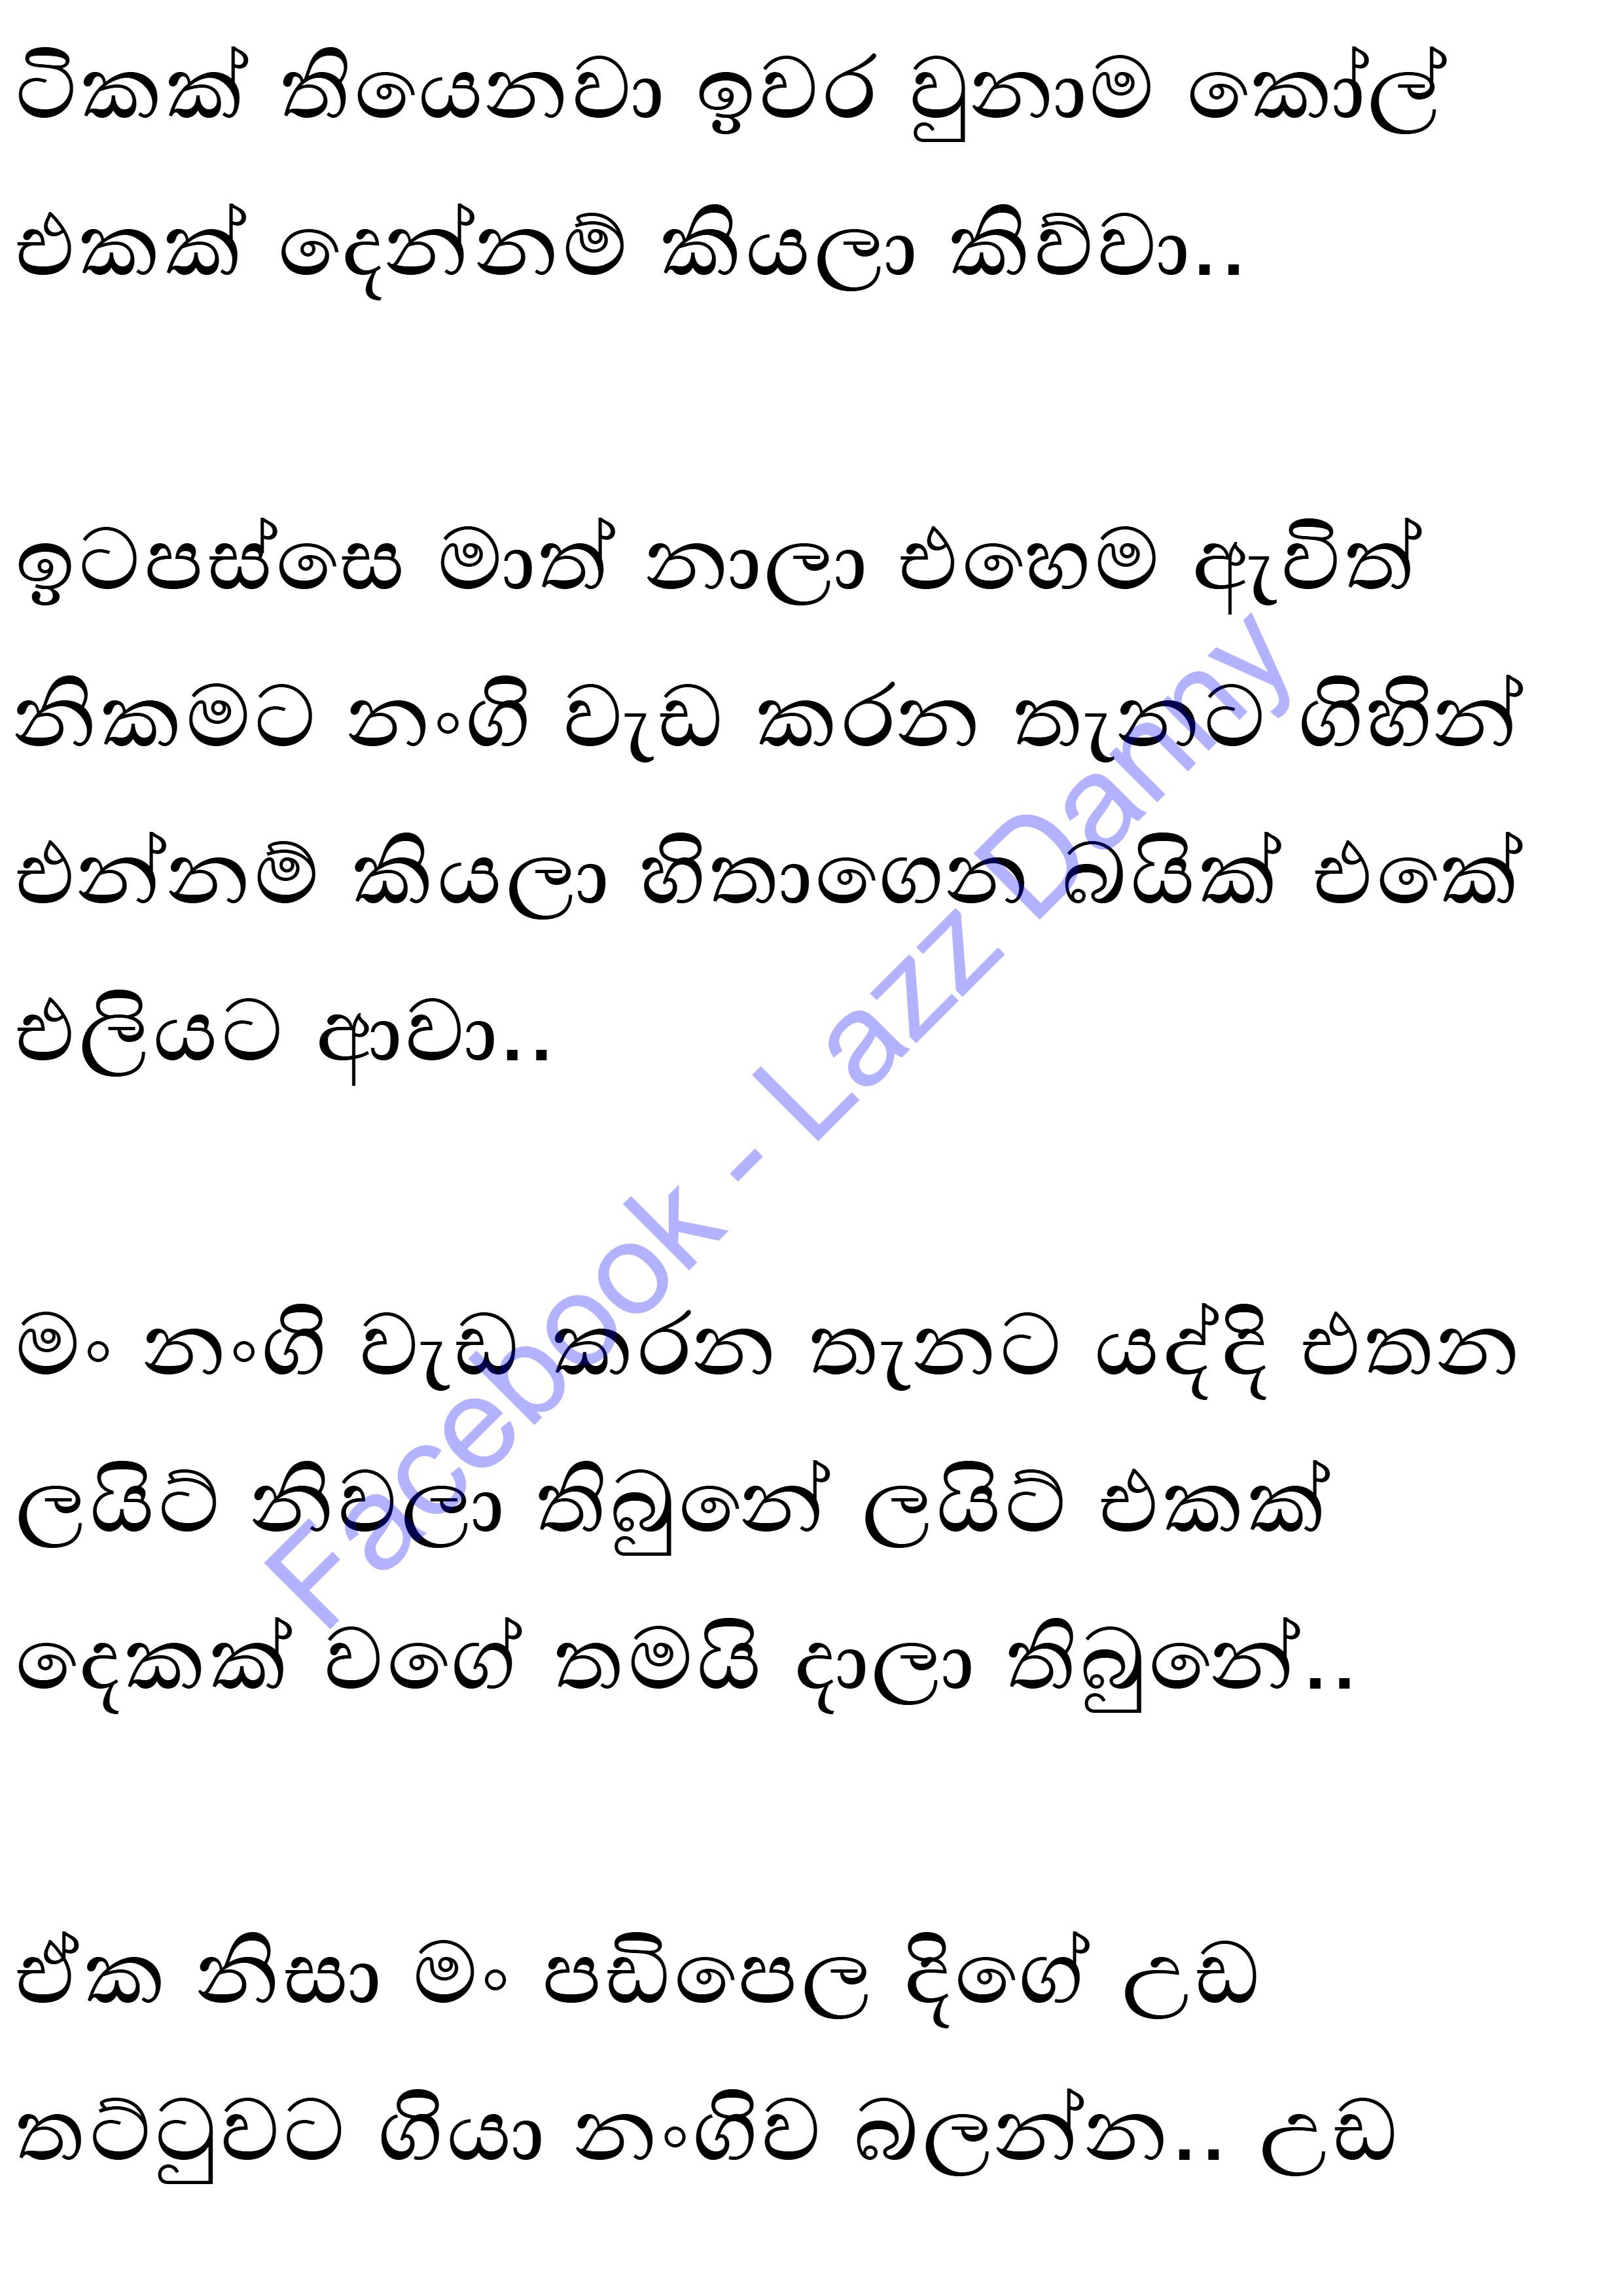 ටිකක් තියෙනවා ඉවර වුනාම කෝල්
එකක් දෙන්නම් කියලා කිව්වා..
ඉටපස්සෙ මාත් නාලා එහෙම ඇවිත්
නිකමට නංගි වැඩ කරන තැනට ගිහින්
එන්නම් කියලා හිතාගෙන බයික් එකේ
එලියට ආවා..
මං නංගි වැඩ කරන තැනට යද්දි එතන
ලයිට් නිවලා තිබුනේ ලයිට් එකක්
දෙකක් වගේ තමයි දාලා තිබුනේ..
ඒක නිසා මං පඩිපෙල දිගේ උඩ
තට්ටුවට ගියා නංගිව බලන්න.. උඩ
Facebook - Lazz Danny